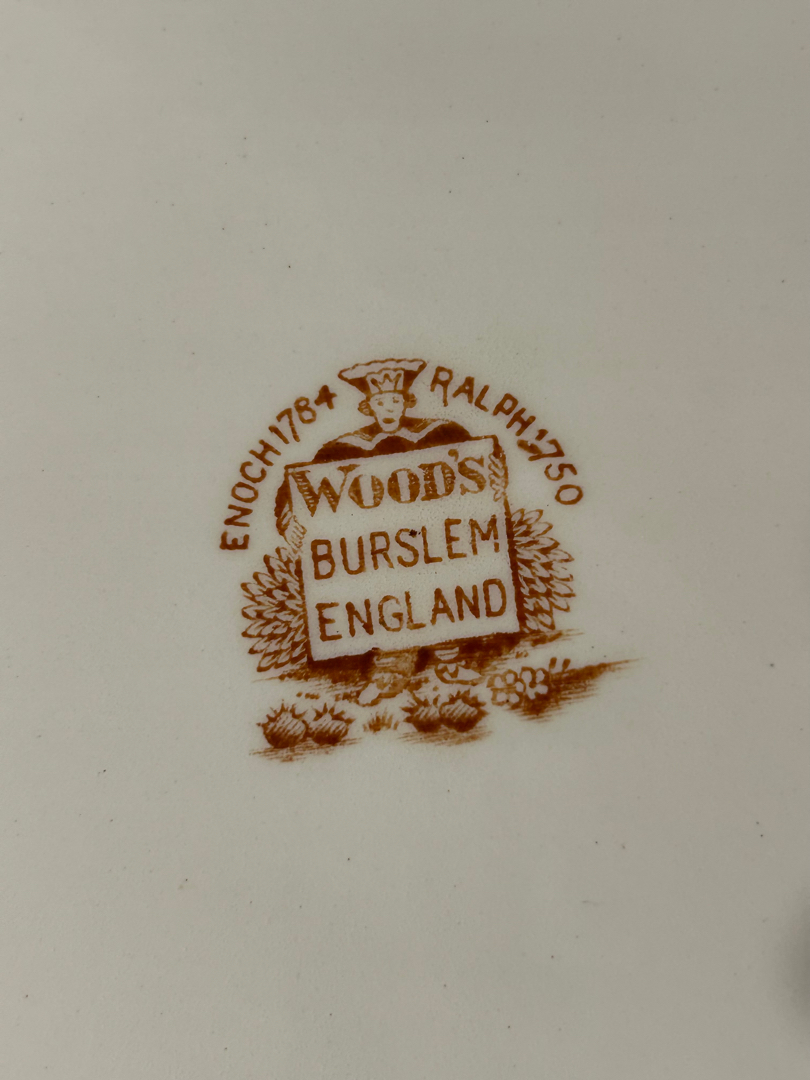 ENOCH 1784 RALPH 1750
WOOD'S
BURSLEM
ENGLAND